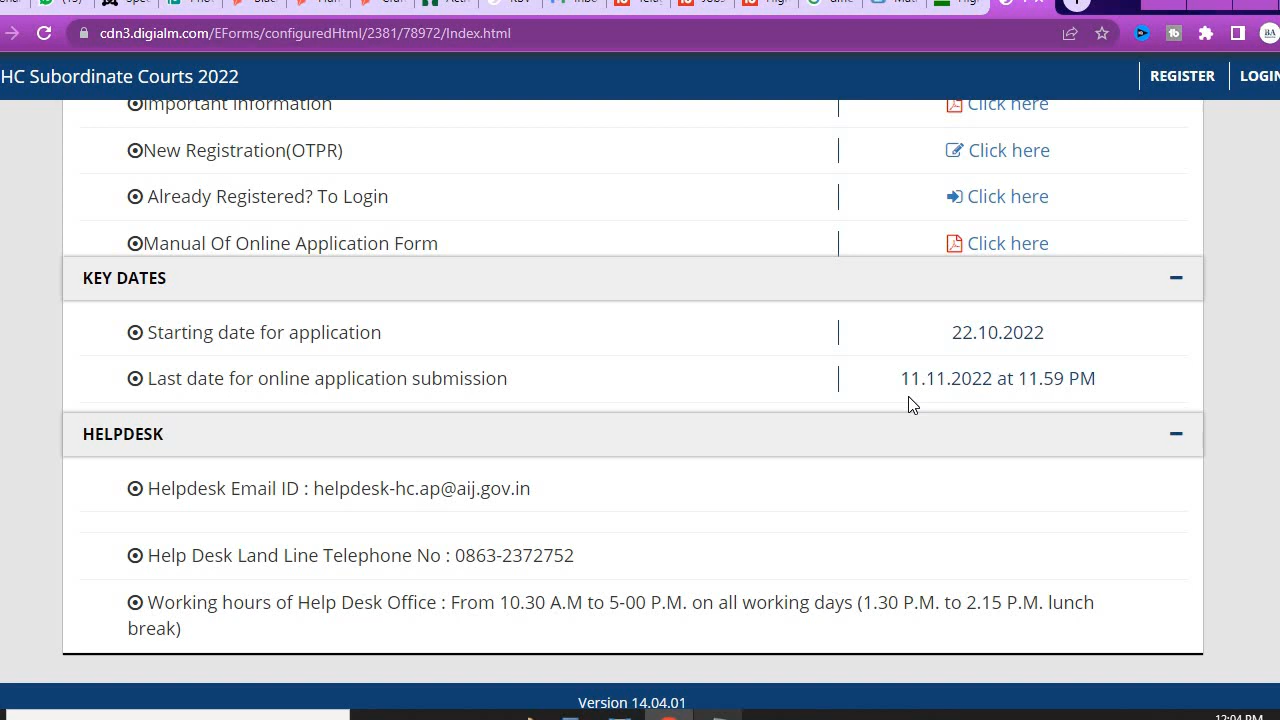 cdn3.digialm.com/EForms/configuredHtml/2381/78972/Index.html
HC Subordinate Courts 2022 REGISTER LOGIN
Important Information Click here
New Registration(OTPR) Click here
Already Registered? To Login Click here
Manual Of Online Application Form Click here
KEY DATES
Starting date for application 22.10.2022
Last date for online application submission 11.11.2022 at 11.59 PM
HELPDESK
Helpdesk Email ID : helpdesk-hc.ap@aij.gov.in
Help Desk Land Line Telephone No : 0863-2372752
Working hours of Help Desk Office : From 10.30 A.M to 5-00 P.M. on all working days (1.30 P.M. to 2.15 P.M. lunch
break)
Version 14.04.01
12:04 PM